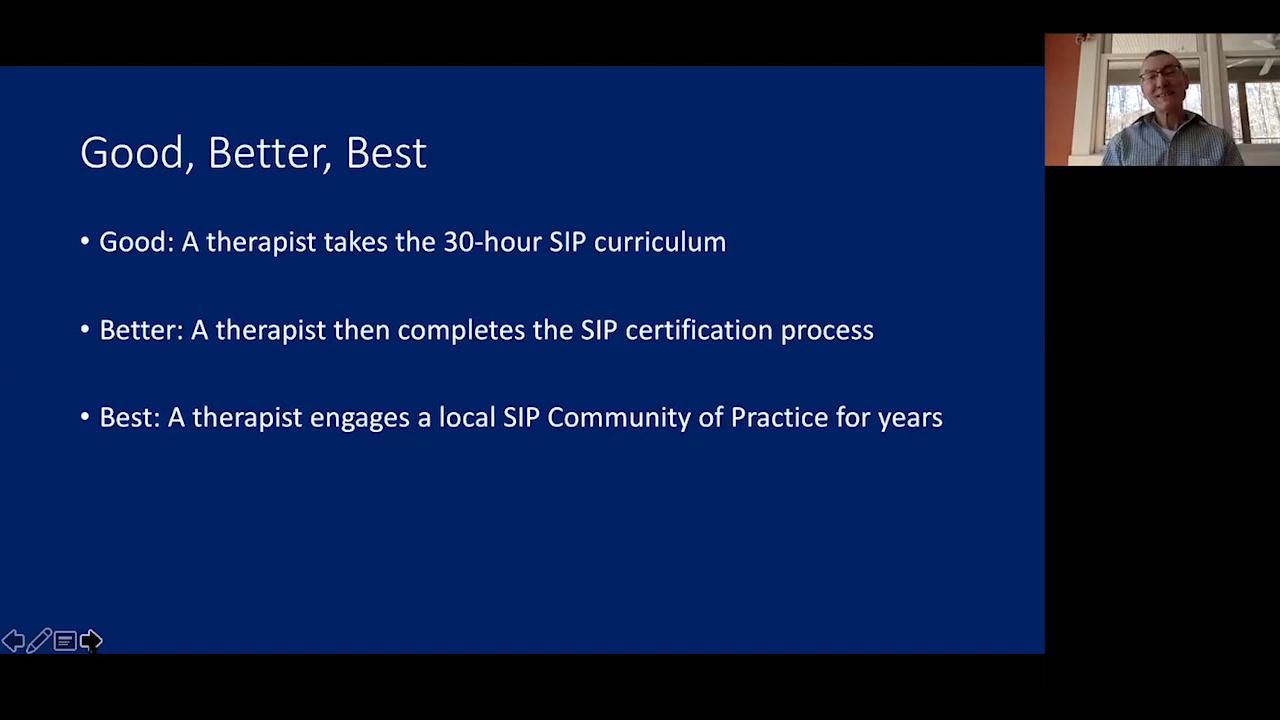 Good, Better, Best
• Good: A therapist takes the 30-hour SIP curriculum
• Better: A therapist then completes the SIP certification process
• Best: A therapist engages a local SIP Community of Practice for years